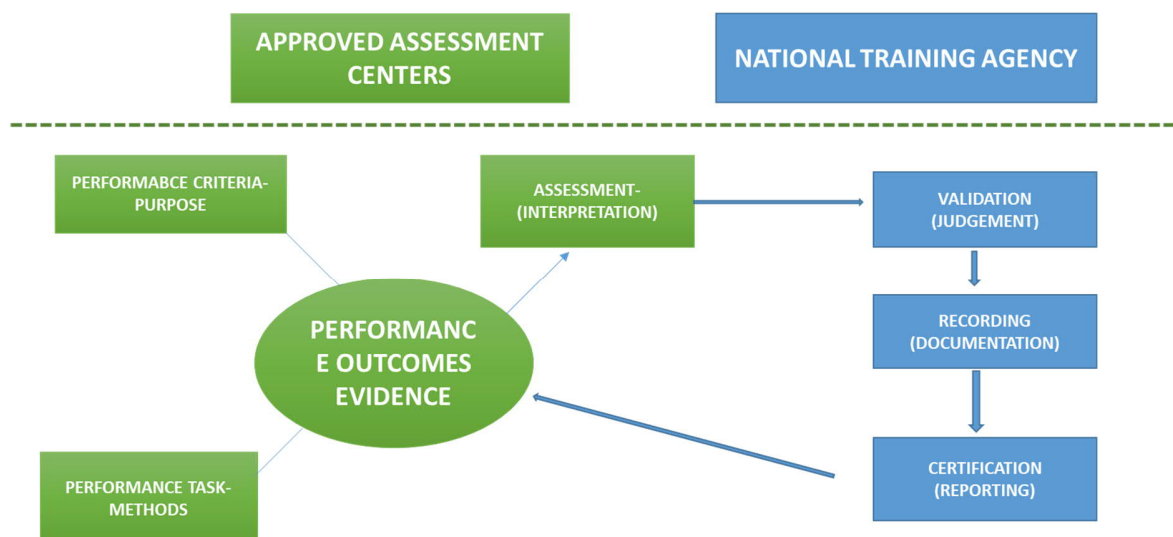 APPROVED ASSESSMENT
CENTERS
NATIONAL TRAINING AGENCY
PERFORMABCE CRITERIA-
PURPOSE
ASSESSMENT-
(INTERPRETATION)
VALIDATION
(JUDGEMENT)
PERFORMANC
E OUTCOMES
EVIDENCE
RECORDING
(DOCUMENTATION)
PERFORMANCE TASK-
METHODS
CERTIFICATION
(REPORTING)